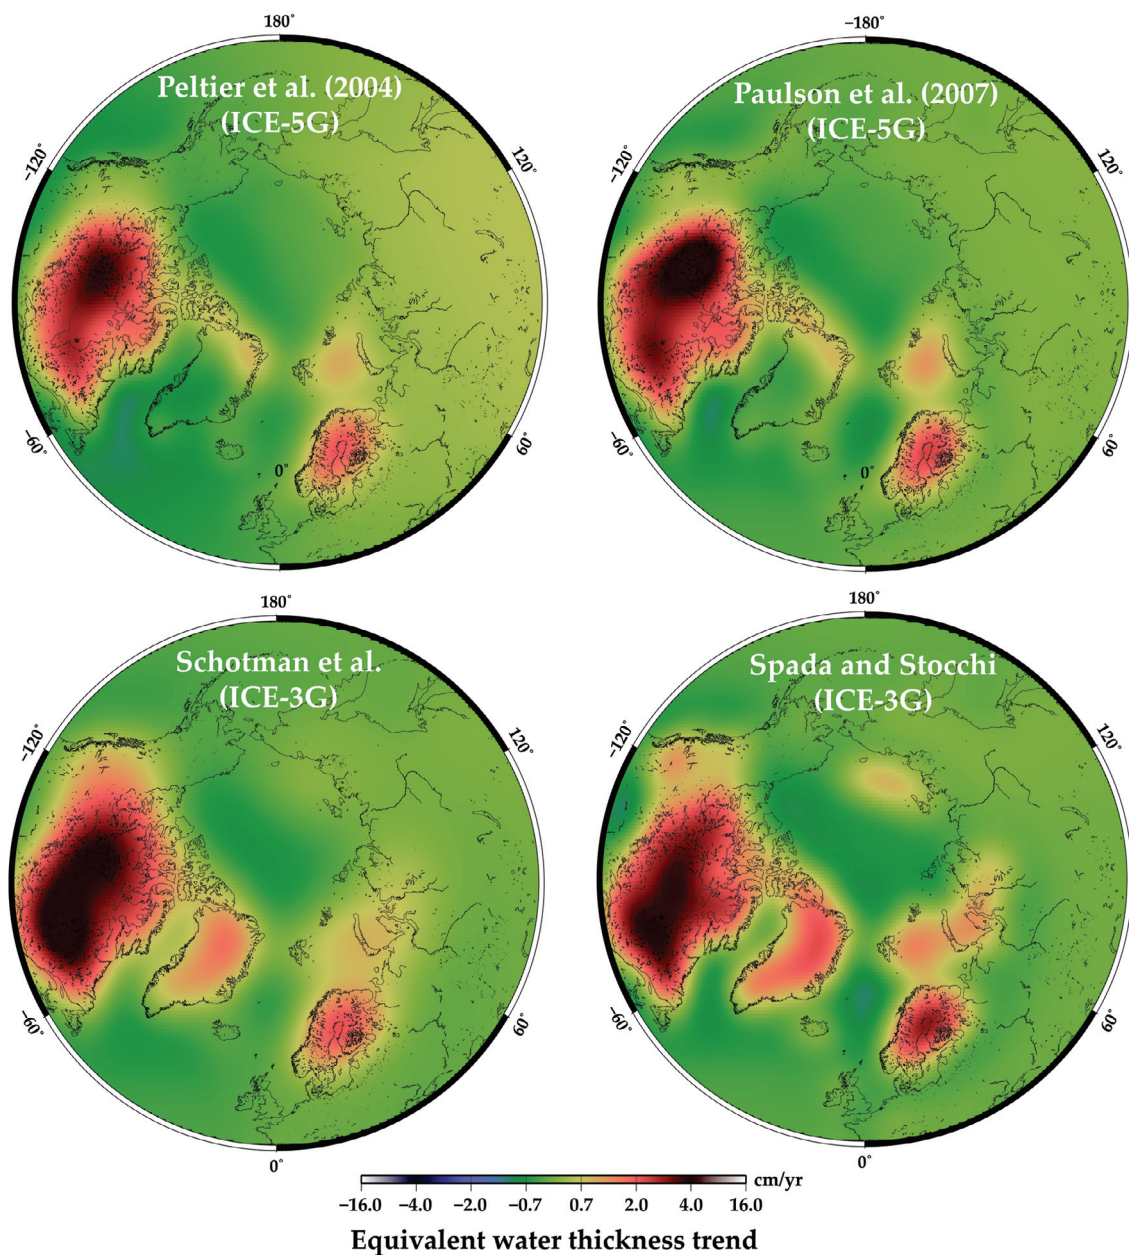 180°
−180°
Peltier et al. (2004)
(ICE-5G)
Paulson et al. (2007)
(ICE-5G)
−120°
120°
−120°
120°
−60°
60°
−60°
60°
0°
0°
180°
180°
Schotman et al.
(ICE-3G)
Spada and Stocchi
(ICE-3G)
−120°
120°
−120°
120°
−60°
60°
−60°
60°
0°
0°
cm/yr
−16.0 −4.0 −2.0 −0.7 0.7 2.0 4.0 16.0
Equivalent water thickness trend